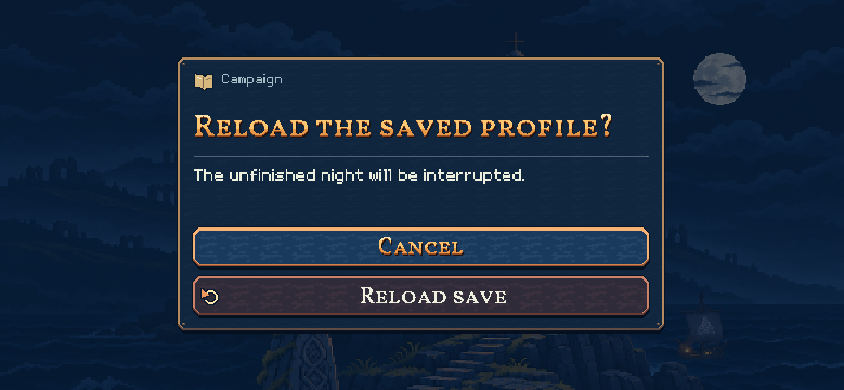 Campaign
Reload the saved profile?
The unfinished night will be interrupted.
Cancel
Reload save